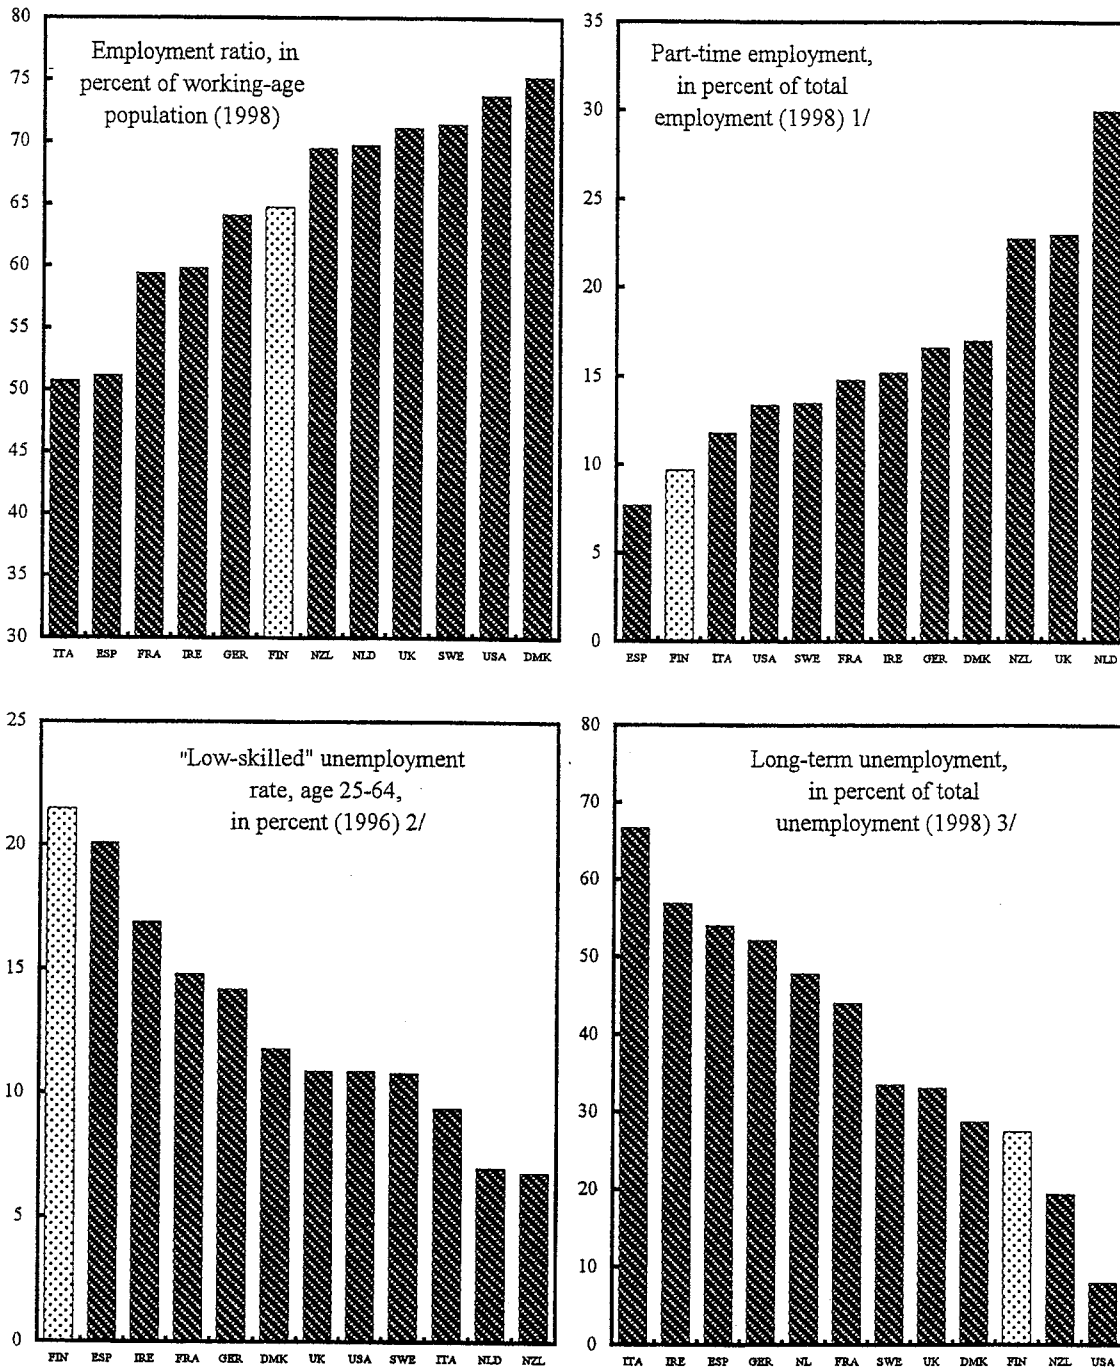 80
75
70
65
60
55
50
45
40
35
30
Employment ratio, in
percent of working-age
population (1998)
ITA ESP FRA IRE GER FIN NZL NLD UK SWE USA DMK
35
30
25
20
15
10
5
0
Part-time employment,
in percent of total
employment (1998) 1/
ESP FIN ITA USA SWE FRA IRE GER DMK NZL UK NLD
25
20
15
10
5
0
"Low-skilled" unemployment
rate, age 25-64,
in percent (1996) 2/
FIN ESP IRE FRA GER DMK UK USA SWE ITA NLD NZL
80
70
60
50
40
30
20
10
0
Long-term unemployment,
in percent of total
unemployment (1998) 3/
ITA IRE ESP GER NL FRA SWE UK DMK FIN NZL USA